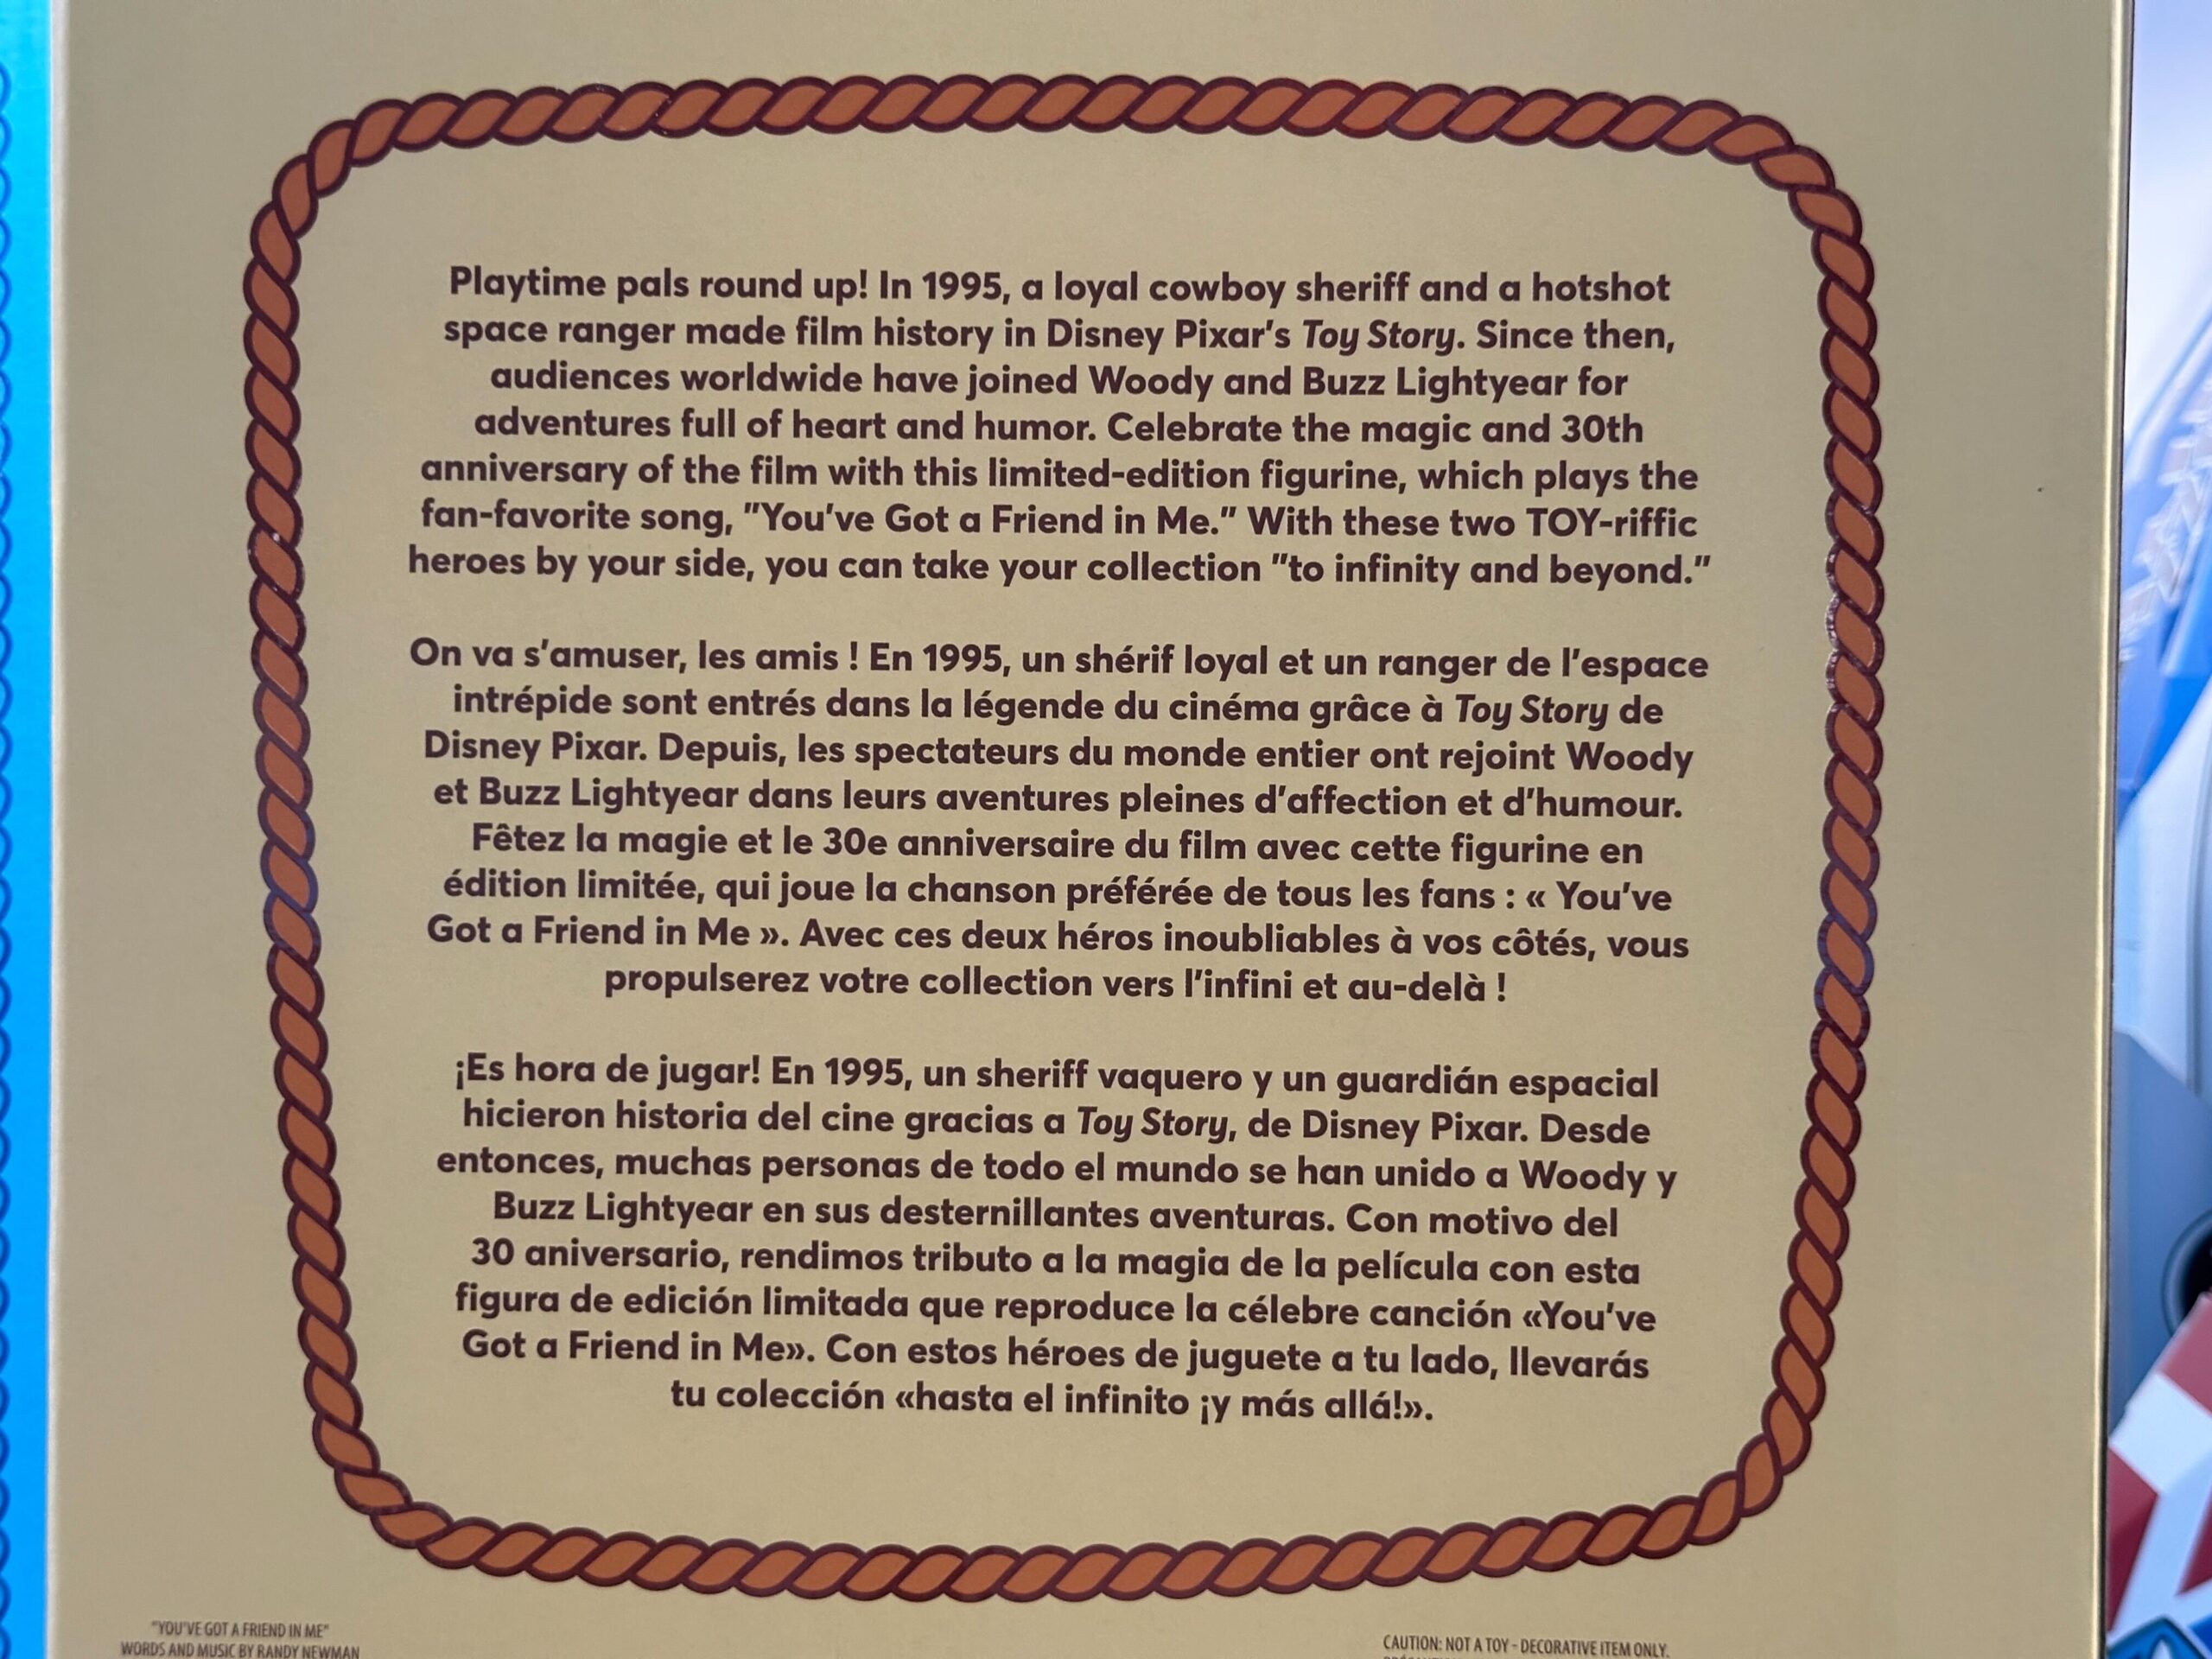 Playtime pals round up! In 1995, a loyal cowboy sheriff and a hotshot
space ranger made film history in Disney Pixar's Toy Story. Since then,
audiences worldwide have joined Woody and Buzz Lightyear for
adventures full of heart and humor. Celebrate the magic and 30th
anniversary of the film with this limited-edition figurine, which plays the
fan-favorite song, "You've Got a Friend in Me." With these two TOY-riffic
heroes by your side, you can take your collection "to infinity and beyond."
On va s'amuser, les amis ! En 1995, un shérif loyal et un ranger de l'espace
intrépide sont entrés dans la légende du cinéma grâce à Toy Story de
Disney Pixar. Depuis, les spectateurs du monde entier ont rejoint Woody
et Buzz Lightyear dans leurs aventures pleines d'affection et d'humour.
Fêtez la magie et le 30e anniversaire du film avec cette figurine en
édition limitée, qui joue la chanson préférée de tous les fans : « You've
Got a Friend in Me ». Avec ces deux héros inoubliables à vos côtés, vous
propulserez votre collection vers l'infini et au-delà !
¡Es hora de jugar! En 1995, un sheriff vaquero y un guardián espacial
hicieron historia del cine gracias a Toy Story, de Disney Pixar. Desde
entonces, muchas personas de todo el mundo se han unido a Woody y
Buzz Lightyear en sus desternillantes aventuras. Con motivo del
30 aniversario, rendimos tributo a la magia de la película con esta
figura de edición limitada que reproduce la célebre canción «You've
Got a Friend in Me». Con estos héroes de juguete a tu lado, llevarás
tu colección «hasta el infinito ¡y más allá!».
"YOU'VE GOT A FRIEND IN ME"
WORDS AND MUSIC BY RANDY NEWMAN
CAUTION: NOT A TOY - DECORATIVE ITEM ONLY.